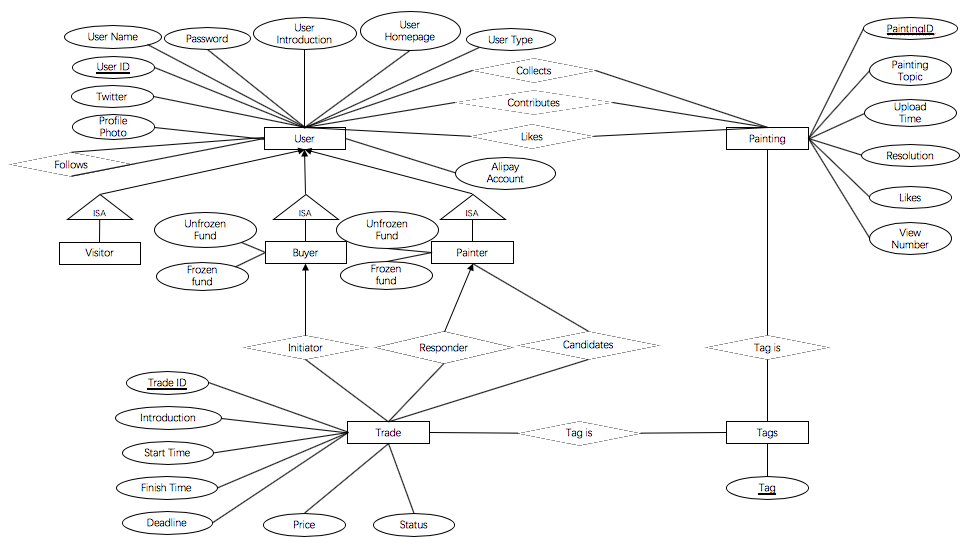 User Name
Password
User
Introduction
User
Homepage
User Type
PaintingID
User ID
Collects
Painting
Topic
Twitter
Contributes
Upload
Time
Profile
Photo
User
Likes
Painting
Resolution
Follows
Alipay
Account
Likes
ISA
ISA
ISA
Unfrozen
Fund
Unfrozen
Fund
View
Number
Visitor
Buyer
Painter
Frozen
fund
Frozen
fund
Initiator
Responder
Candidates
Tag is
Trade ID
Introduction
Trade
Tag is
Tags
Start Time
Finish Time
Tag
Deadline
Price
Status